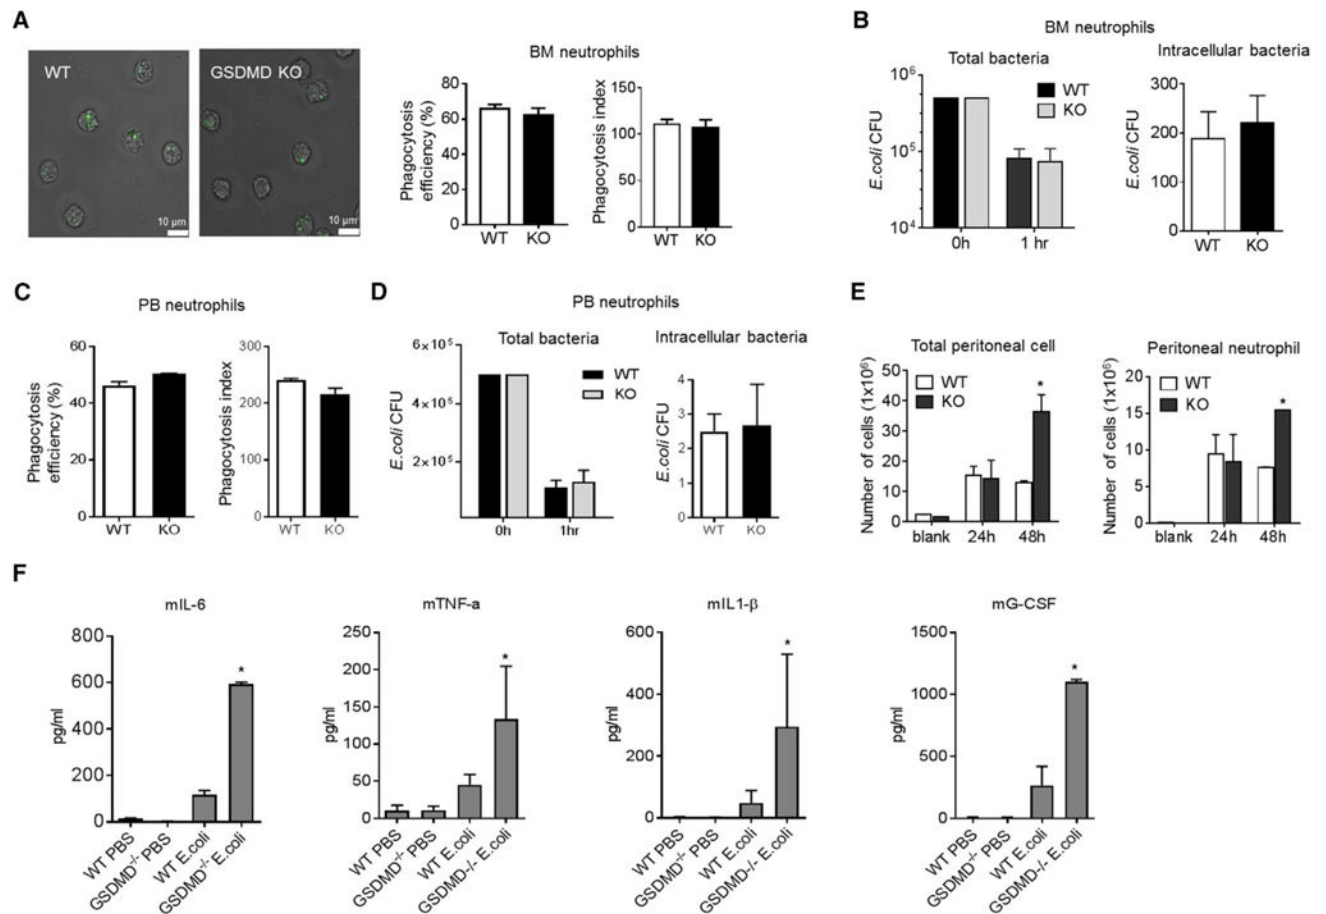 A
WT
10 µm
GSDMD KO
10 µm
BM neutrophils
Phagocytosis
efficiency (%)
80
60
40
20
0
WT KO
Phagocytosis index
150
100
50
0
WT KO
B
BM neutrophils
Total bacteria
WT
KO
E.coli CFU
10⁶
10⁵
10⁴
0h 1 hr
Intracellular bacteria
E.coli CFU
300
200
100
0
WT KO
C
PB neutrophils
Phagocytosis
efficiency (%)
60
40
20
0
WT KO
Phagocytosis index
300
200
100
0
WT KO
D
PB neutrophils
Total bacteria
WT
KO
E.coli CFU
6×10⁵
4×10⁵
2×10⁵
0h 1hr
Intracellular bacteria
E.coli CFU
4
3
2
1
0
WT KO
E
Total peritoneal cell
WT
KO
Number of cells (1x10⁶)
50
40
30
20
10
0
*
blank 24h 48h
Peritoneal neutrophil
WT
KO
Number of cells (1x10⁶)
20
15
10
5
0
*
blank 24h 48h
F
mIL-6
pg/ml
800
600
400
200
0
*
WT PBS
GSDMD⁻/⁻ PBS
WT E.coli
GSDMD⁻/⁻ E.coli
mTNF-a
pg/ml
250
200
150
100
50
0
*
WT PBS
GSDMD⁻/⁻ PBS
WT E.coli
GSDMD-/- E.coli
mIL1-β
pg/ml
600
400
200
0
*
WT PBS
GSDMD⁻/⁻ PBS
WT E.coli
GSDMD-/- E.coli
mG-CSF
pg/ml
1500
1000
500
0
*
WT PBS
GSDMD⁻/⁻ PBS
WT E.coli
GSDMD-/- E.coli